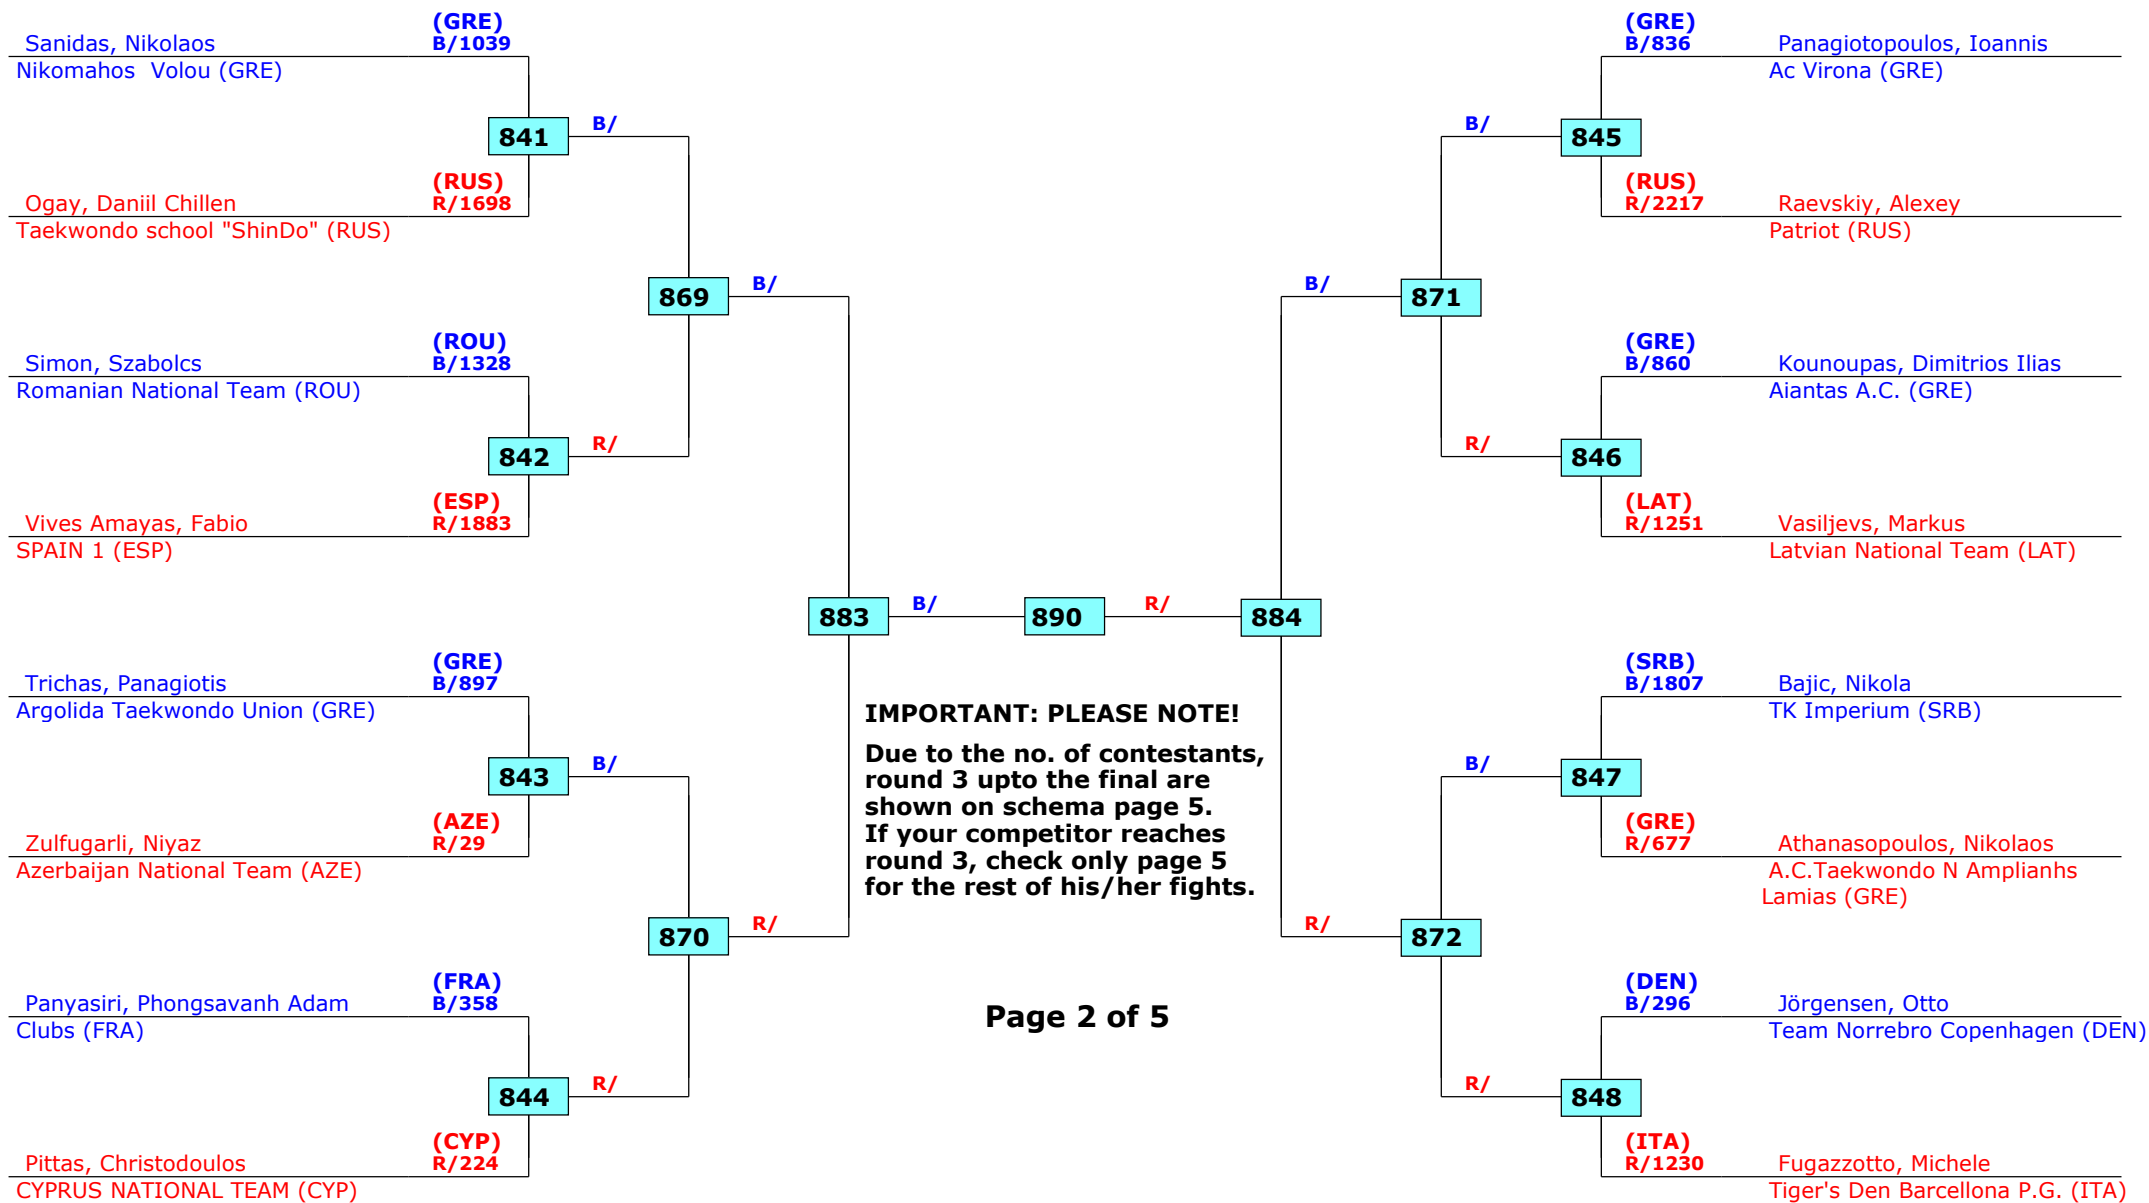 (GRE)
Sanidas, Nikolaos B/1039
Nikomahos  Volou (GRE)
841
B/
(RUS)
Ogay, Daniil Chillen R/1698
Taekwondo school "ShinDo" (RUS)
869
B/
(ROU)
Simon, Szabolcs B/1328
Romanian National Team (ROU)
842
R/
(ESP)
Vives Amayas, Fabio R/1883
SPAIN 1 (ESP)
883
B/
(GRE)
Trichas, Panagiotis B/897
Argolida Taekwondo Union (GRE)
843
B/
(AZE)
Zulfugarli, Niyaz R/29
Azerbaijan National Team (AZE)
870
R/
(FRA)
Panyasiri, Phongsavanh Adam B/358
Clubs (FRA)
844
R/
(CYP)
Pittas, Christodoulos R/224
CYPRUS NATIONAL TEAM (CYP)
890
R/
IMPORTANT: PLEASE NOTE!
Due to the no. of contestants,
round 3 upto the final are
shown on schema page 5.
If your competitor reaches
round 3, check only page 5
for the rest of his/her fights.
Page 2 of 5
(GRE)
B/836 Panagiotopoulos, Ioannis
Ac Virona (GRE)
B/
845
(RUS)
R/2217 Raevskiy, Alexey
Patriot (RUS)
B/
871
(GRE)
B/860 Kounoupas, Dimitrios Ilias
Aiantas A.C. (GRE)
R/
846
(LAT)
R/1251 Vasiljevs, Markus
Latvian National Team (LAT)
884
(SRB)
B/1807 Bajic, Nikola
TK Imperium (SRB)
B/
847
(GRE)
R/677 Athanasopoulos, Nikolaos
A.C.Taekwondo N Amplianhs
Lamias (GRE)
R/
872
(DEN)
B/296 Jörgensen, Otto
Team Norrebro Copenhagen (DEN)
R/
848
(ITA)
R/1230 Fugazzotto, Michele
Tiger's Den Barcellona P.G. (ITA)